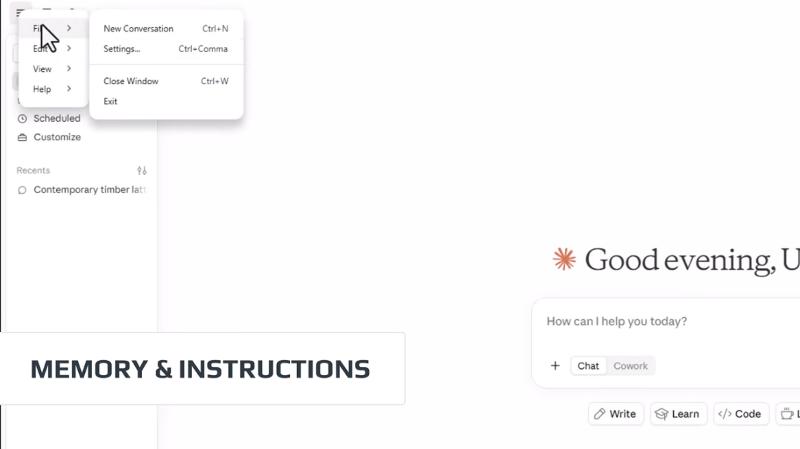 File
New Conversation Ctrl+N
Edit
Settings... Ctrl+Comma
View
Close Window Ctrl+W
Help
Exit
Scheduled
Customize
Recents
Contemporary timber latt
Good evening, U
How can I help you today?
Chat Cowork
MEMORY & INSTRUCTIONS
Write Learn </> Code